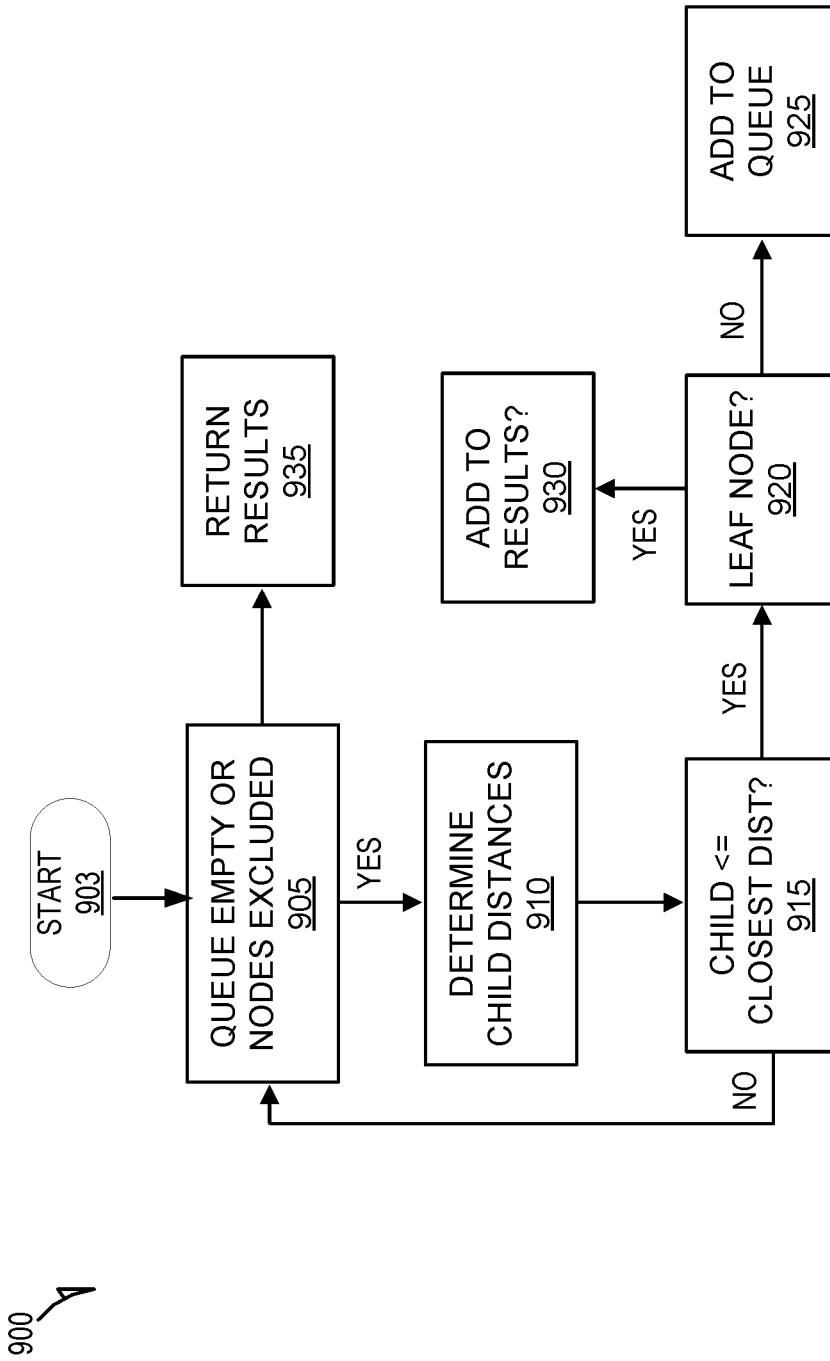 900
START
903
QUEUE EMPTY OR
NODES EXCLUDED
905
RETURN
RESULTS
935
YES
DETERMINE
CHILD DISTANCES
910
CHILD <=
CLOSEST DIST?
915
NO
YES
LEAF NODE?
920
YES
ADD TO
RESULTS?
930
NO
ADD TO
QUEUE
925